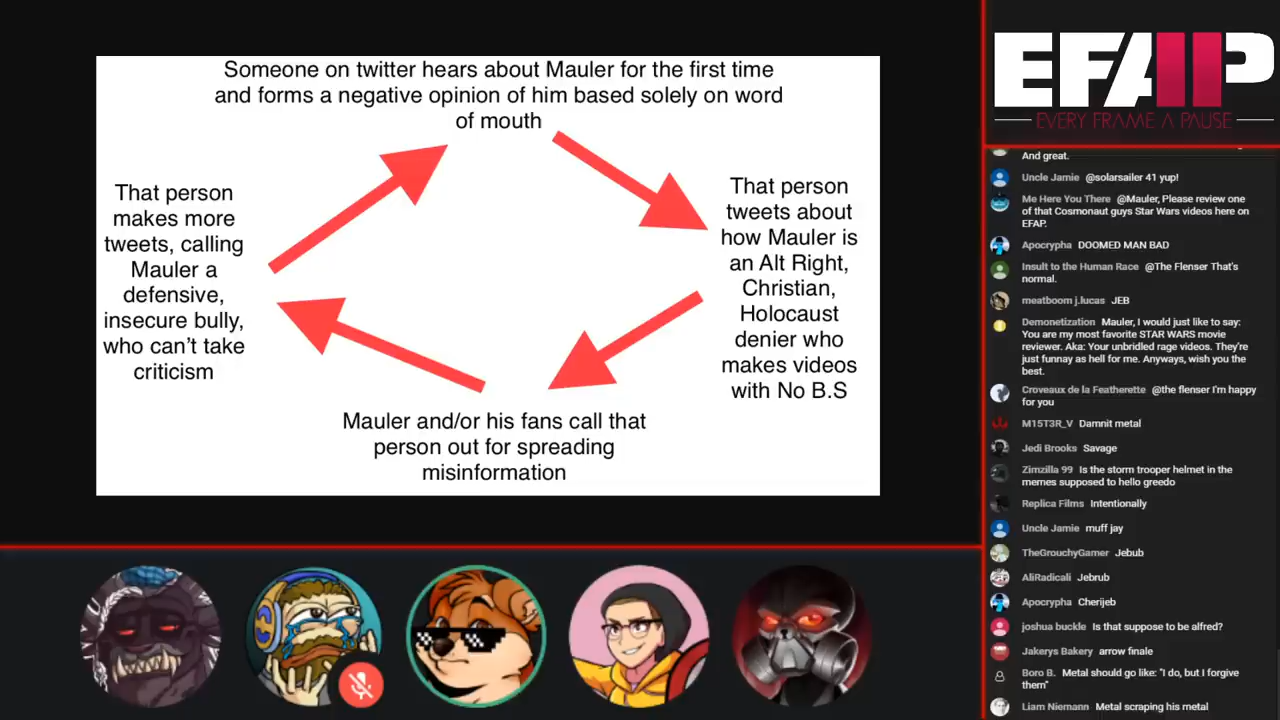 Someone on twitter hears about Mauler for the first time
and forms a negative opinion of him based solely on word
of mouth
That person
makes more
tweets, calling
Mauler a
defensive,
insecure bully,
who can't take
criticism
That person
tweets about
how Mauler is
an Alt Right,
Christian,
Holocaust
denier who
makes videos
with No B.S
Mauler and/or his fans call that
person out for spreading
misinformation
EFAP
EVERY FRAME A PAUSE
And great.
Uncle Jamie @solarsailer 41 yup!
Me Here You There @Mauler, Please review one
of that Cosmonaut guys Star Wars videos here on
EFAP.
Apocrypha DOOMED MAN BAD
Insult to the Human Race @The Flenser That's
normal.
meatboom j.lucas JEB
Demonetization Mauler, I would just like to say:
You are my most favorite STAR WARS movie
reviewer. Aka: Your unbridled rage videos. They're
just funnay as hell for me. Anyways, wish you the
best.
Croveaux de la Featherette @the flenser I'm happy
for you
M15T3R_V Damnit metal
Jedi Brooks Savage
Zimzilla 99 Is the storm trooper helmet in the
memes supposed to hello greedo
Replica Films Intentionally
Uncle Jamie muff jay
TheGrouchyGamer Jebub
AliRadicali Jebrub
Apocrypha Cherijeb
joshua buckle Is that suppose to be alfred?
Jakerys Bakery arrow finale
Boro B. Metal should go like: "I do, but I forgive
them"
Liam Niemann Metal scraping his metal